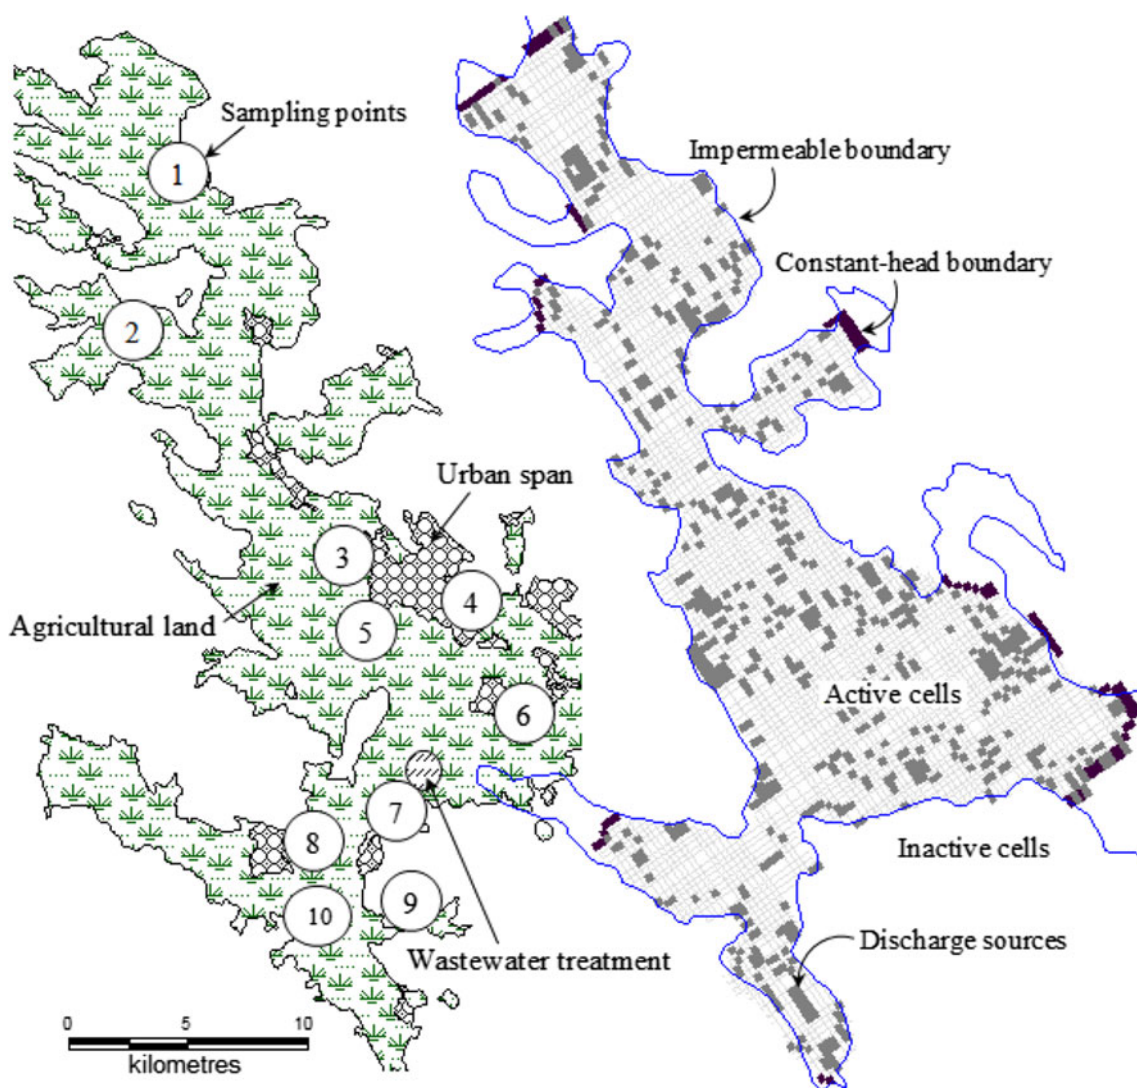 Sampling points
1
Impermeable boundary
Constant-head boundary
2
Urban span
3
4
Agricultural land
5
Active cells
6
7
8
Inactive cells
9
10
Discharge sources
Wastewater treatment
0 5 10
kilometres